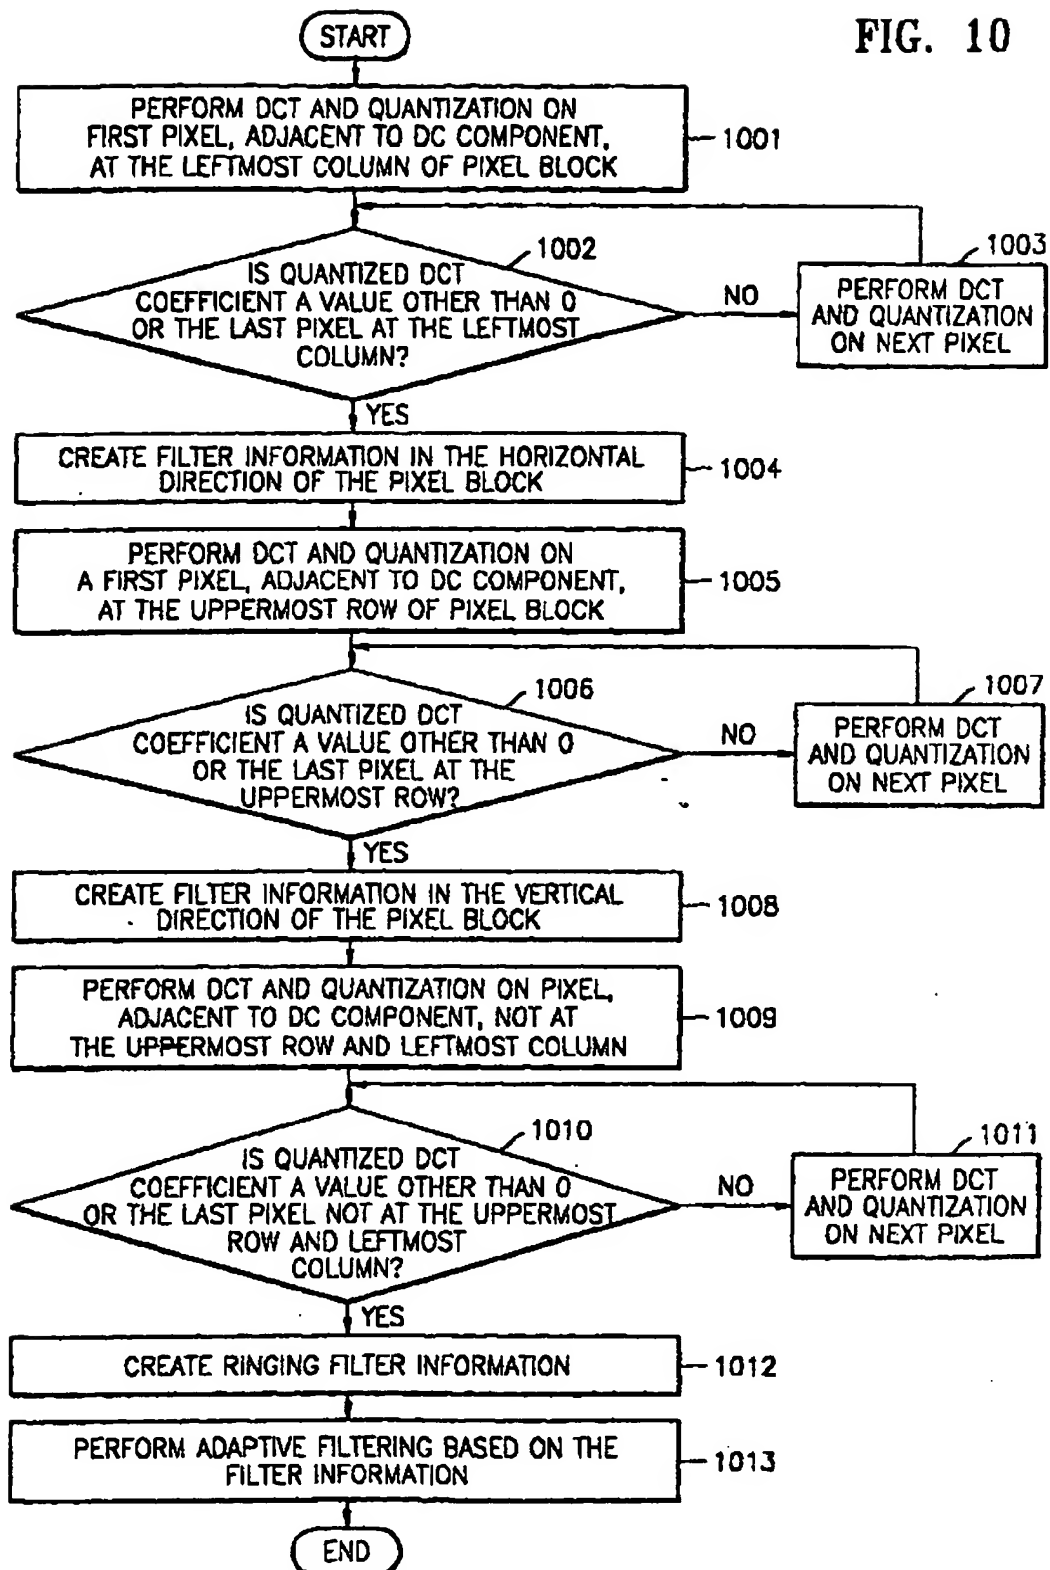 FIG. 10
START
PERFORM DCT AND QUANTIZATION ON
FIRST PIXEL, ADJACENT TO DC COMPONENT,
AT THE LEFTMOST COLUMN OF PIXEL BLOCK
1001
1002
IS QUANTIZED DCT
COEFFICIENT A VALUE OTHER THAN 0
OR THE LAST PIXEL AT THE LEFTMOST
COLUMN?
NO
1003
PERFORM DCT
AND QUANTIZATION
ON NEXT PIXEL
YES
CREATE FILTER INFORMATION IN THE HORIZONTAL
DIRECTION OF THE PIXEL BLOCK
1004
PERFORM DCT AND QUANTIZATION ON
A FIRST PIXEL, ADJACENT TO DC COMPONENT,
AT THE UPPERMOST ROW OF PIXEL BLOCK
1005
1006
IS QUANTIZED DCT
COEFFICIENT A VALUE OTHER THAN 0
OR THE LAST PIXEL AT THE
UPPERMOST ROW?
NO
1007
PERFORM DCT
AND QUANTIZATION
ON NEXT PIXEL
YES
CREATE FILTER INFORMATION IN THE VERTICAL
DIRECTION OF THE PIXEL BLOCK
1008
PERFORM DCT AND QUANTIZATION ON PIXEL,
ADJACENT TO DC COMPONENT, NOT AT
THE UPPERMOST ROW AND LEFTMOST COLUMN
1009
1010
IS QUANTIZED DCT
COEFFICIENT A VALUE OTHER THAN 0
OR THE LAST PIXEL NOT AT THE UPPERMOST
ROW AND LEFTMOST
COLUMN?
NO
1011
PERFORM DCT
AND QUANTIZATION
ON NEXT PIXEL
YES
CREATE RINGING FILTER INFORMATION
1012
PERFORM ADAPTIVE FILTERING BASED ON THE
FILTER INFORMATION
1013
END